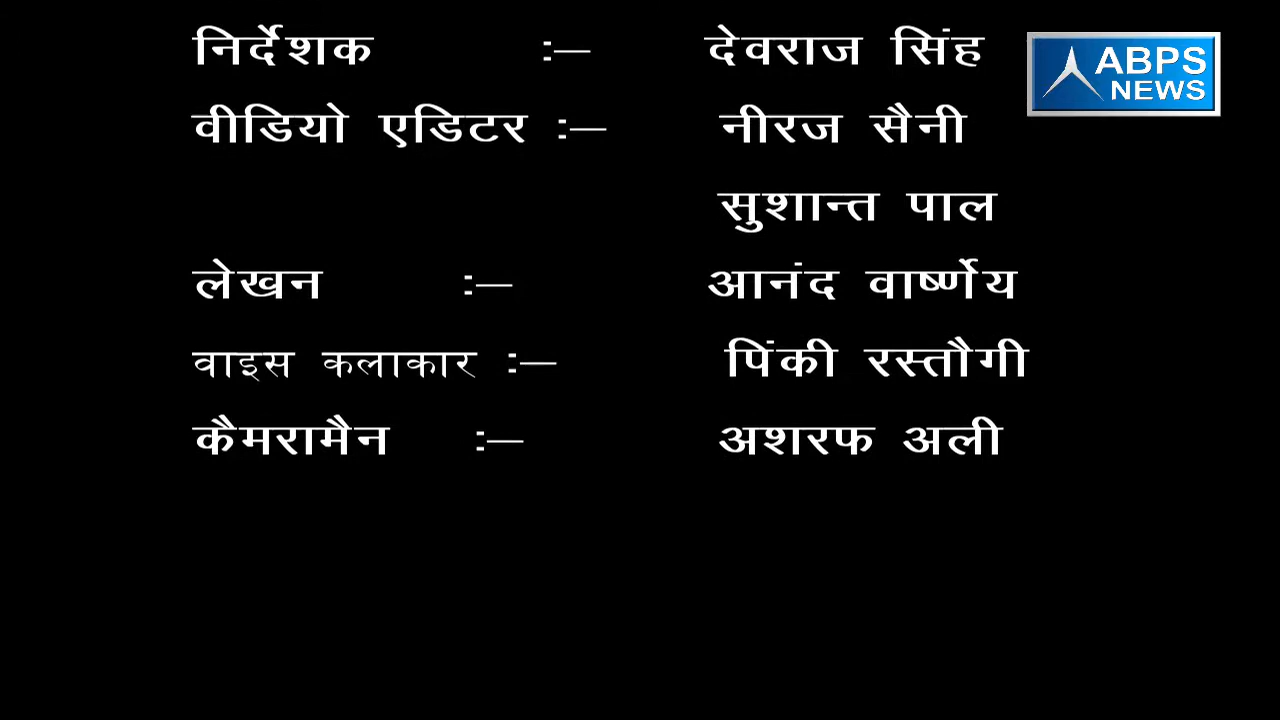 निर्देशक :— देवराज सिंह
ABPS
NEWS
वीडियो एडिटर :— नीरज सैनी
सुशान्त पाल
लेखन :— आनंद वार्ष्णेय
वाइस कलाकार :— पिंकी रस्तौगी
कैमरामैन :— अशरफ अली